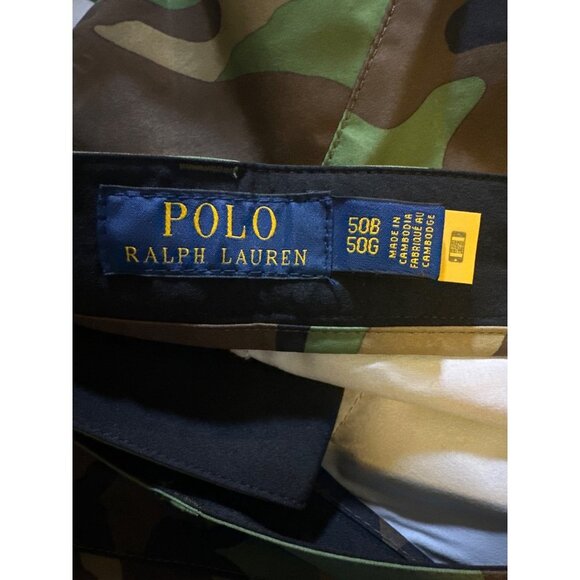 POLO
RALPH LAUREN
50B
50G
MADE IN
CAMBODIA
FABRIQUÉ AU
CAMBODGE